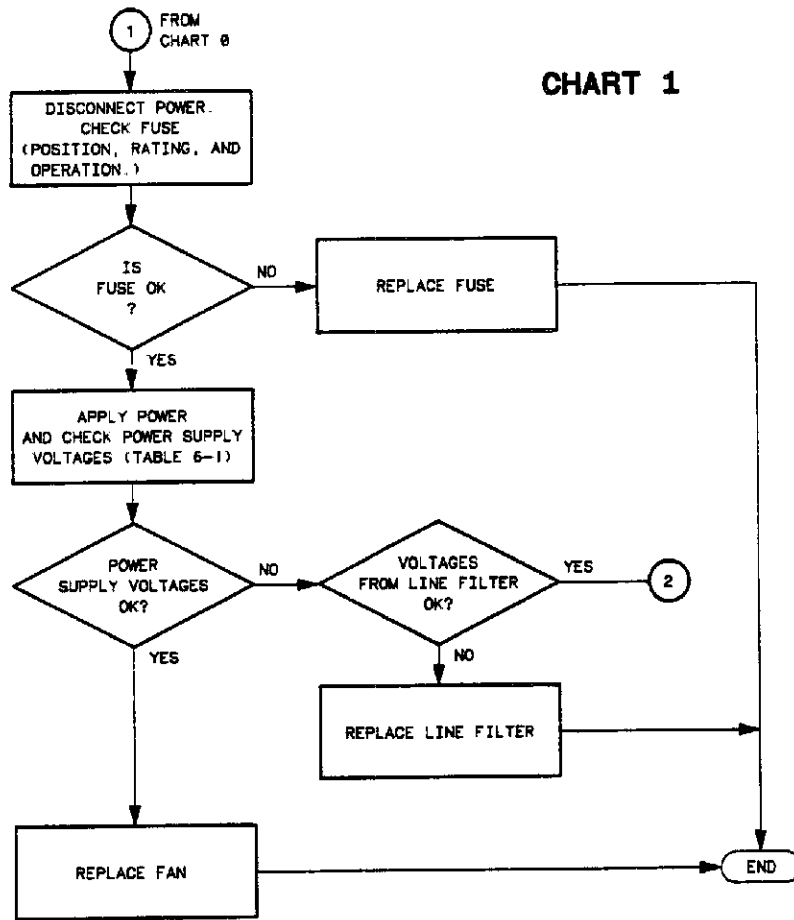 1
FROM
CHART 0
CHART 1
DISCONNECT POWER.
CHECK FUSE
(POSITION, RATING, AND
OPERATION.)
IS
FUSE OK
?
NO
REPLACE FUSE
YES
APPLY POWER
AND CHECK POWER SUPPLY
VOLTAGES (TABLE 6-1)
POWER
SUPPLY VOLTAGES
OK?
NO
VOLTAGES
FROM LINE FILTER
OK?
YES
2
YES
NO
REPLACE LINE FILTER
REPLACE FAN
END